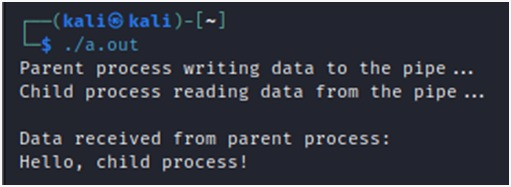 ┌──(kali㉿kali)-[~]
└─$ ./a.out
Parent process writing data to the pipe...
Child process reading data from the pipe...

Data received from parent process:
Hello, child process!